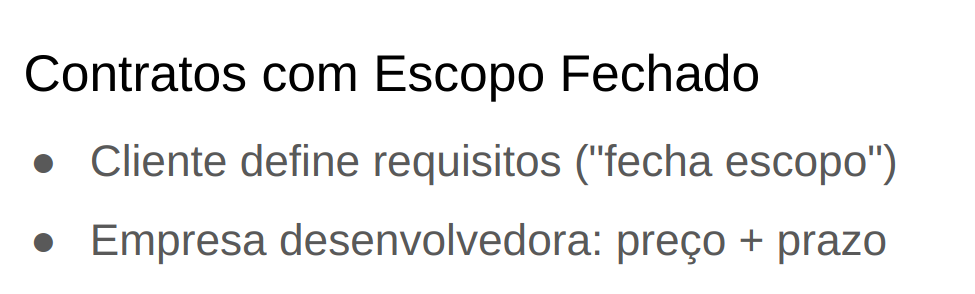 Contratos com Escopo Fechado
● Cliente define requisitos ("fecha escopo")
● Empresa desenvolvedora: preço + prazo